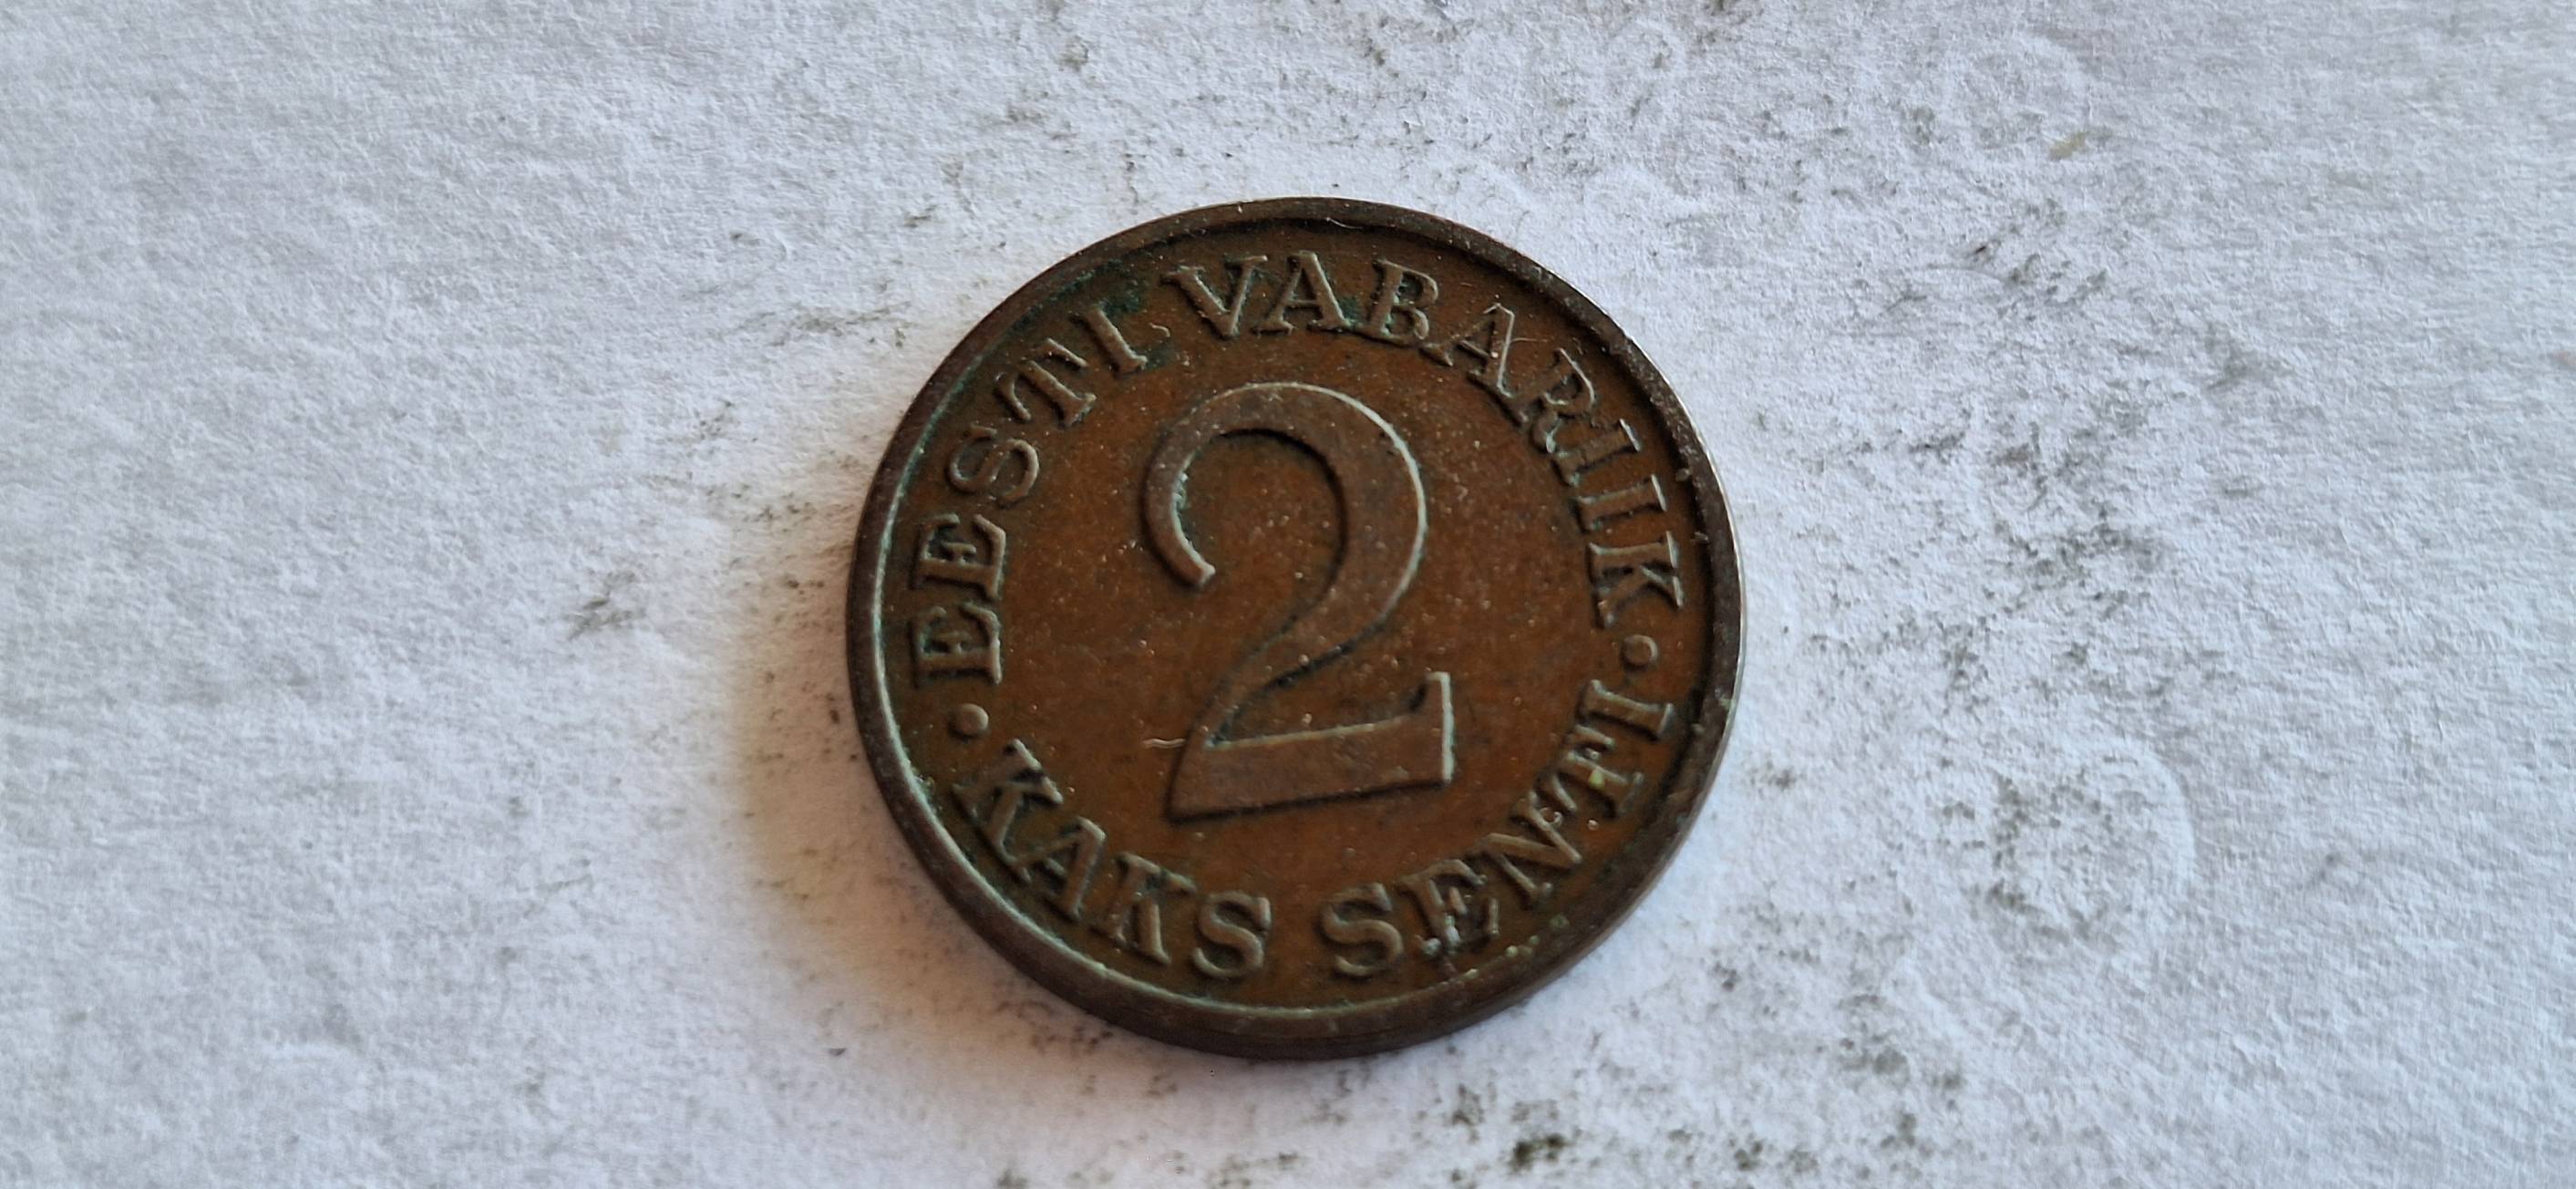 • EESTI VABARIIK •
2
KAKS SENTI